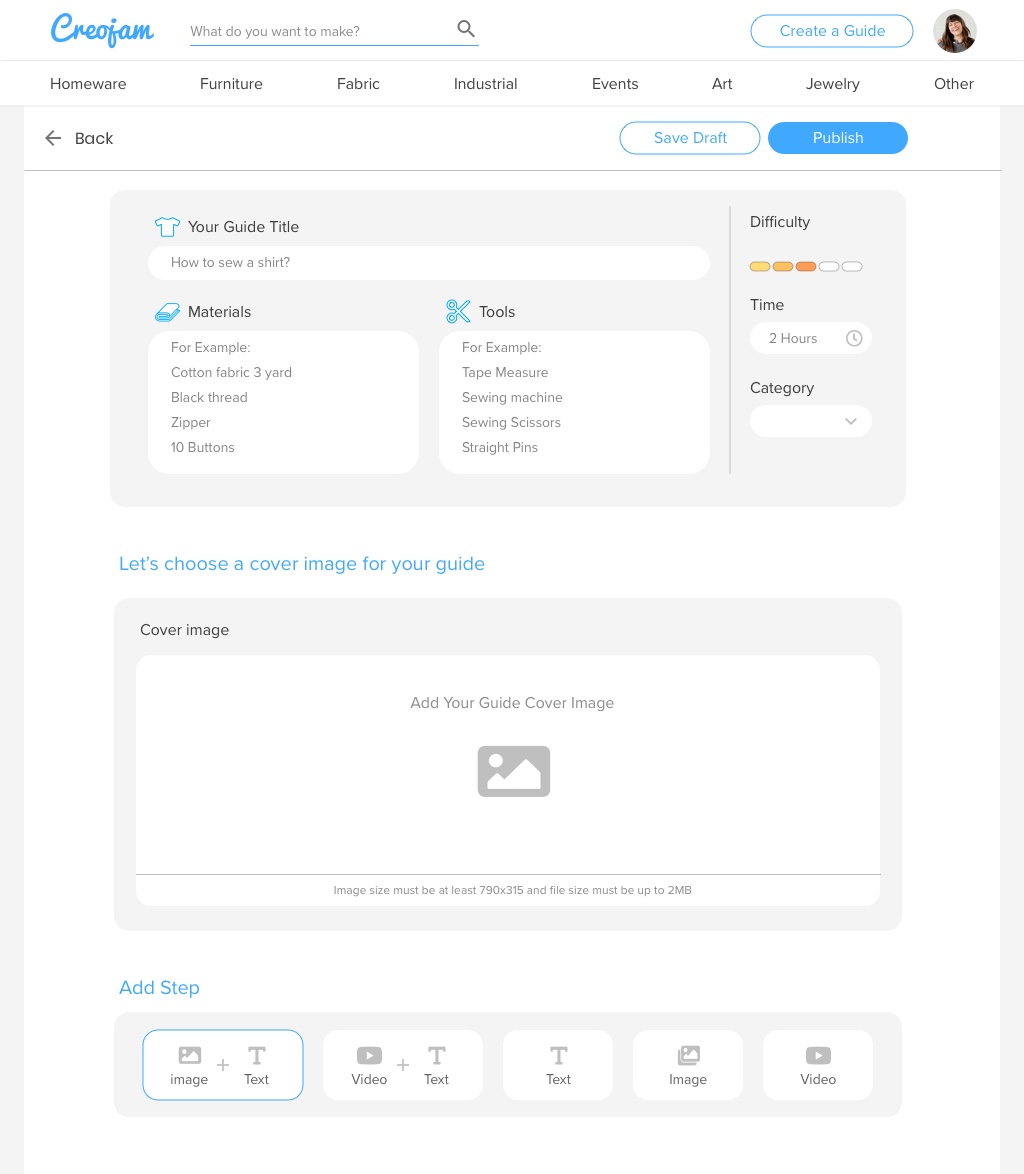 Creojam
What do you want to make?
Create a Guide
Homeware Furniture Fabric Industrial Events Art Jewelry Other
Back
Save Draft
Publish
Your Guide Title
How to sew a shirt?
Materials
For Example:
Cotton fabric 3 yard
Black thread
Zipper
10 Buttons
Tools
For Example:
Tape Measure
Sewing machine
Sewing Scissors
Straight Pins
Difficulty
Time
2 Hours
Category
Let’s choose a cover image for your guide
Cover image
Add Your Guide Cover Image
Image size must be at least 790x315 and file size must be up to 2MB
Add Step
image + Text
Video + Text
Text
Image
Video